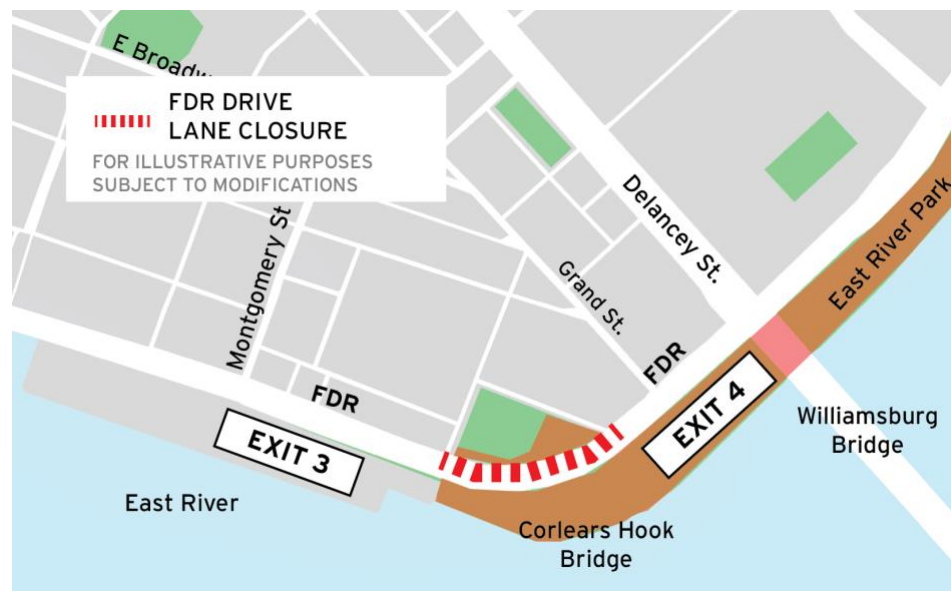 E Broadw
FDR DRIVE
LANE CLOSURE
FOR ILLUSTRATIVE PURPOSES
SUBJECT TO MODIFICATIONS
Montgomery St
Delancey St.
Grand St.
East River Park
FDR
FDR
EXIT 3
EXIT 4
Williamsburg
Bridge
East River
Corlears Hook
Bridge